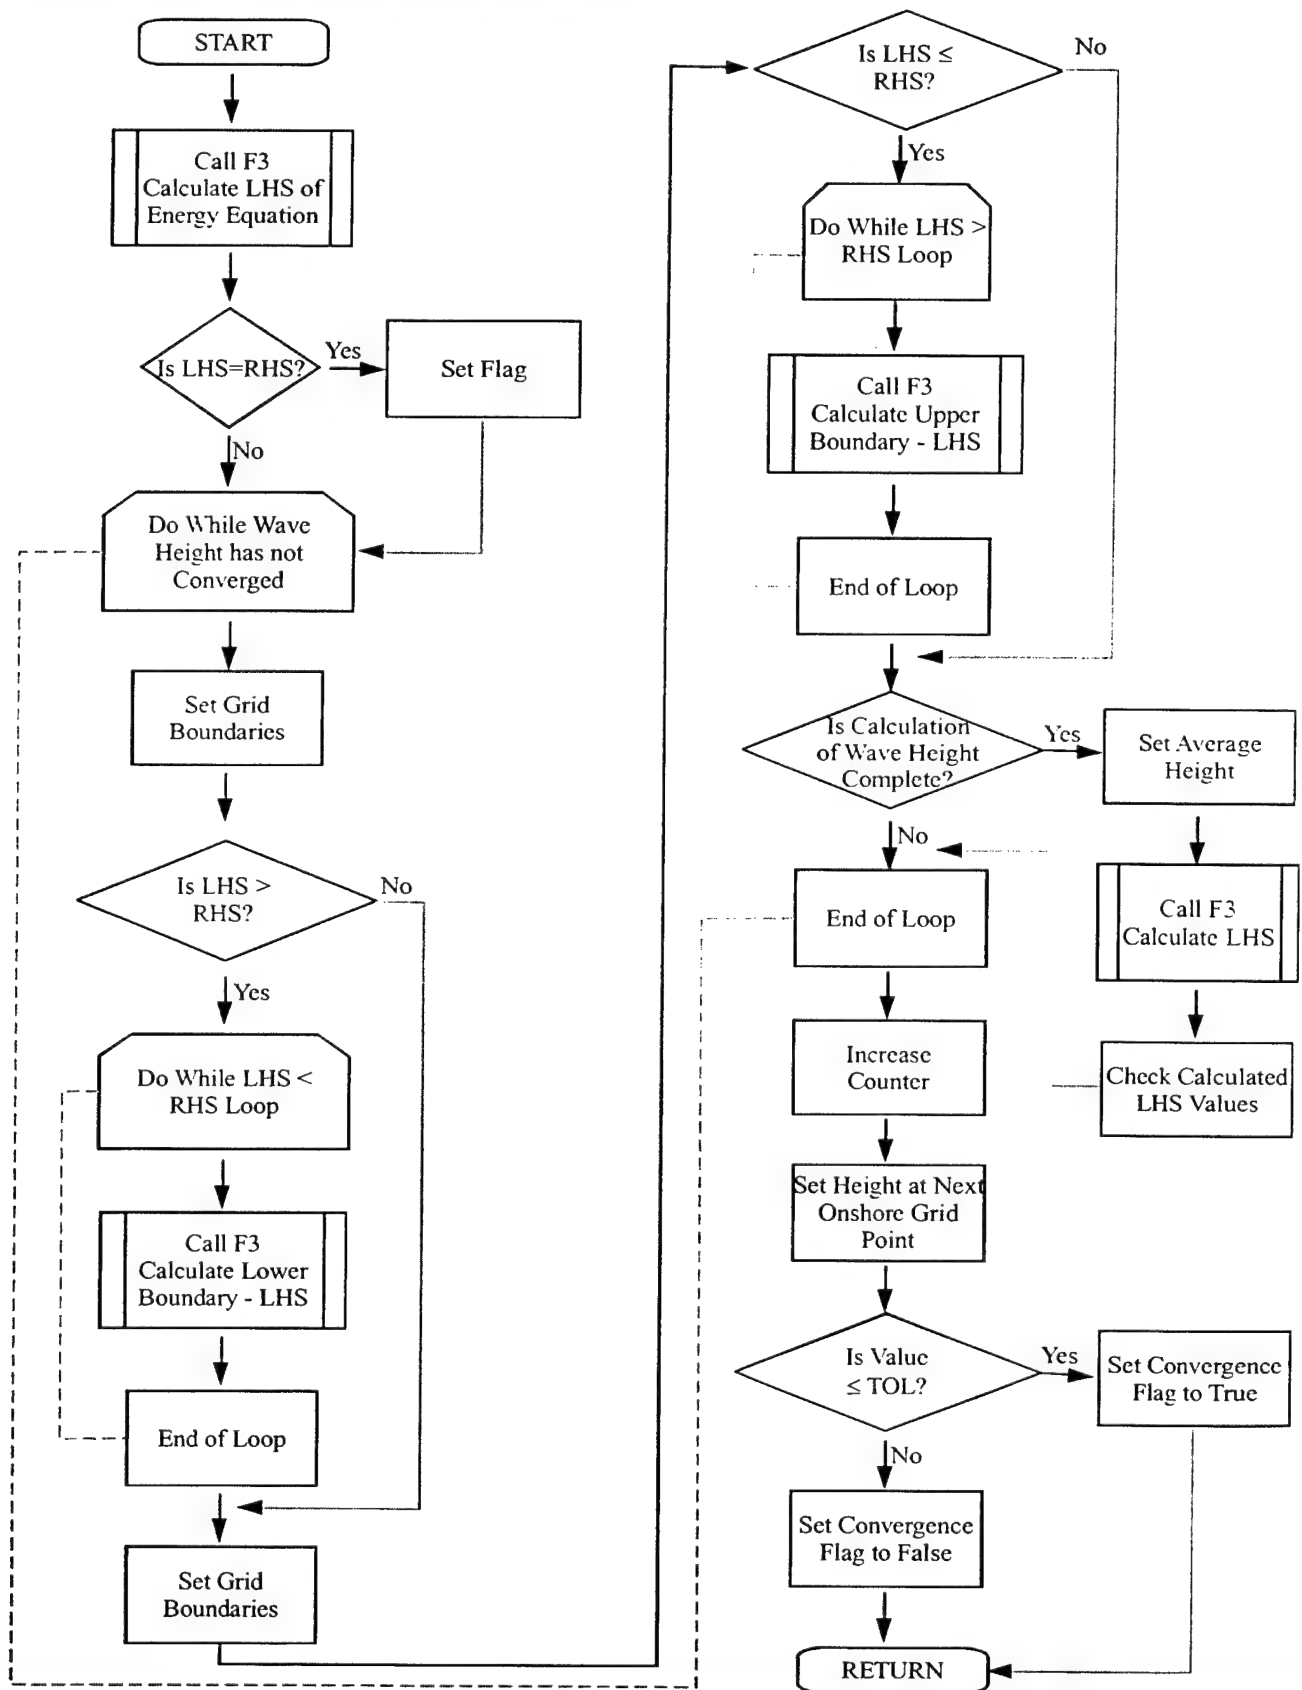 START
Call F3
Calculate LHS of
Energy Equation
Is LHS=RHS?
Yes
Set Flag
No
Do While Wave
Height has not
Converged
Set Grid
Boundaries
Is LHS >
RHS?
No
Yes
Do While LHS <
RHS Loop
Call F3
Calculate Lower
Boundary - LHS
End of Loop
Set Grid
Boundaries
Is LHS ≤
RHS?
No
Yes
Do While LHS >
RHS Loop
Call F3
Calculate Upper
Boundary - LHS
End of Loop
Is Calculation
of Wave Height
Complete?
Yes
Set Average
Height
No
Call F3
Calculate LHS
Check Calculated
LHS Values
End of Loop
Increase
Counter
Set Height at Next
Onshore Grid
Point
Is Value
≤ TOL?
Yes
Set Convergence
Flag to True
No
Set Convergence
Flag to False
RETURN